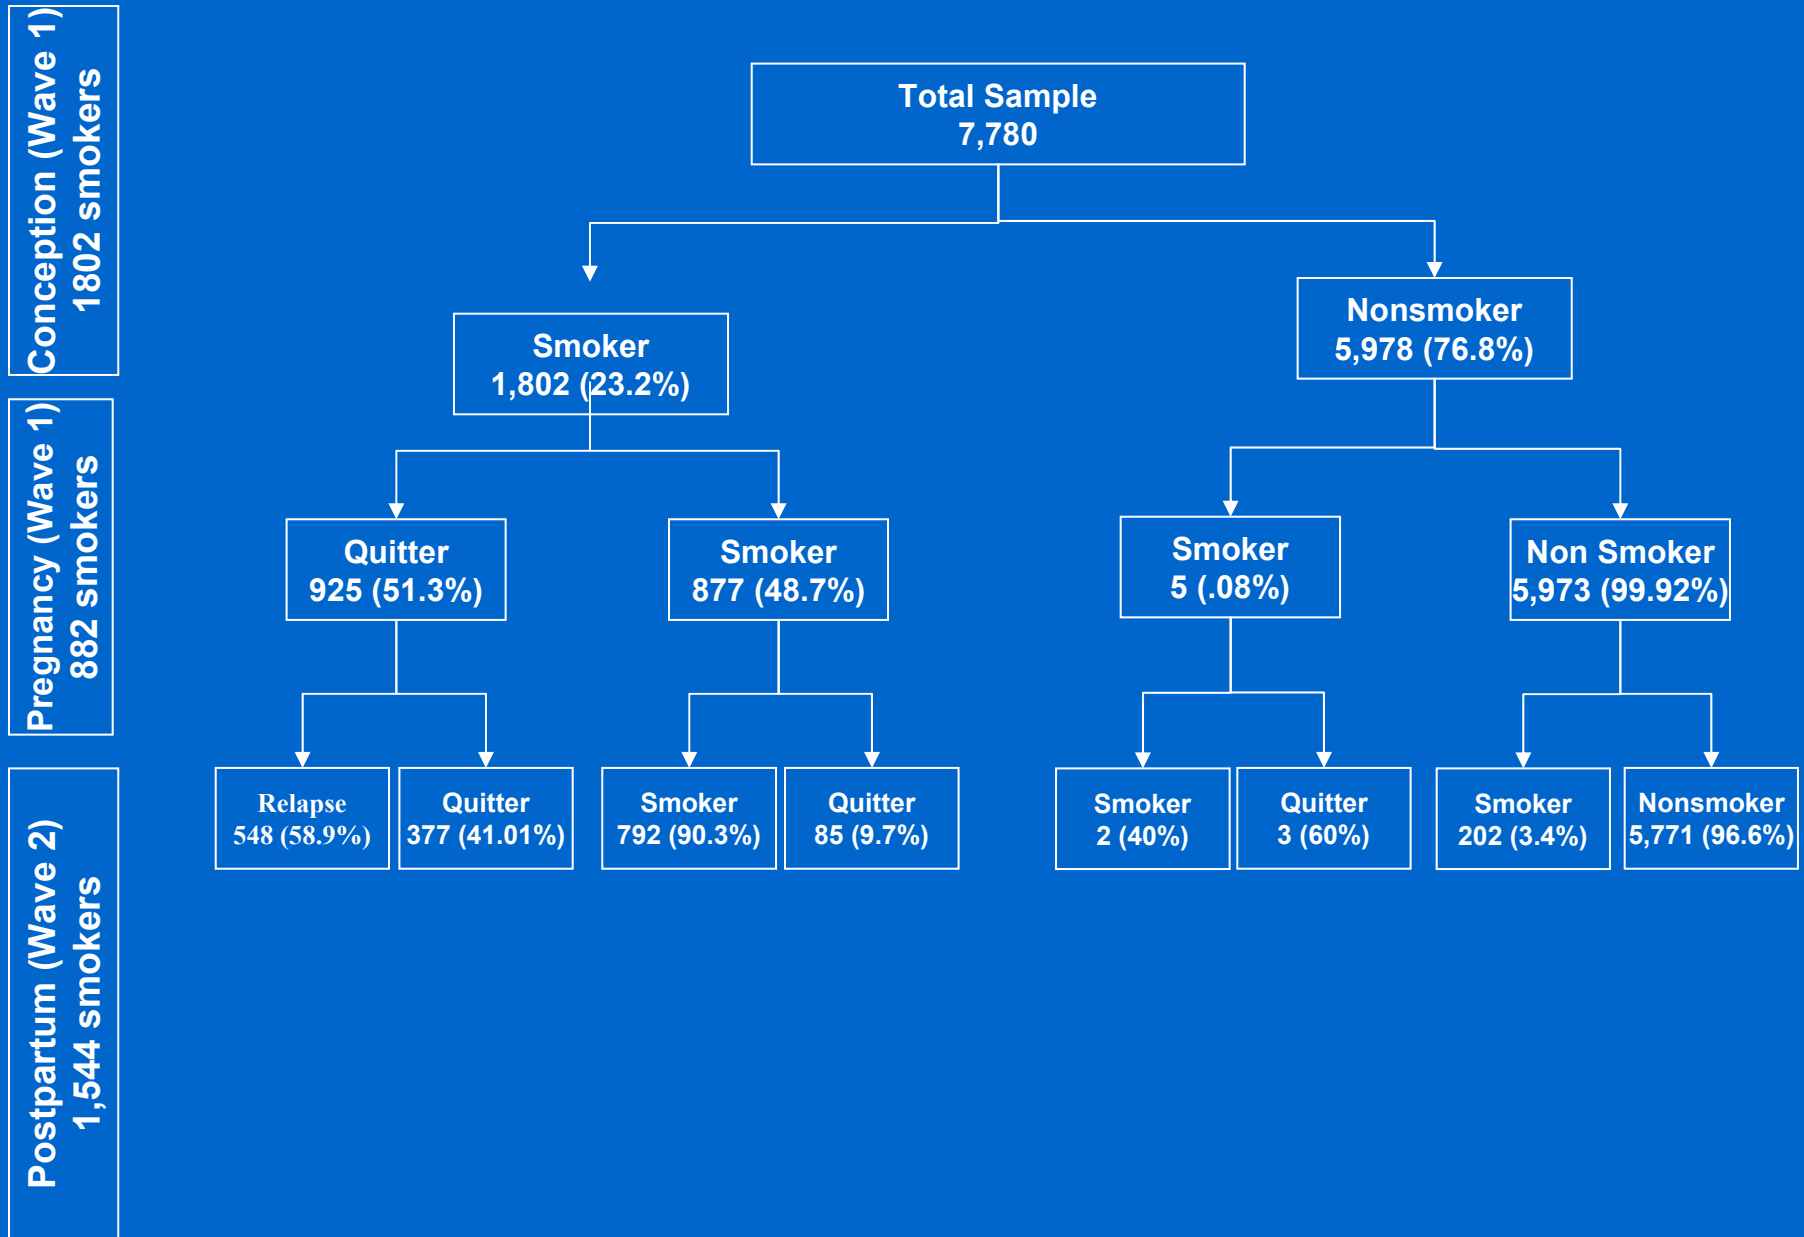 Conception (Wave 1)
1802 smokers
Total Sample
7,780
Smoker
1,802 (23.2%)
Nonsmoker
5,978 (76.8%)
Pregnancy (Wave 1)
882 smokers
Quitter
925 (51.3%)
Smoker
877 (48.7%)
Smoker
5 (.08%)
Non Smoker
5,973 (99.92%)
Postpartum (Wave 2)
1,544 smokers
Relapse
548 (58.9%)
Quitter
377 (41.01%)
Smoker
792 (90.3%)
Quitter
85 (9.7%)
Smoker
2 (40%)
Quitter
3 (60%)
Smoker
202 (3.4%)
Nonsmoker
5,771 (96.6%)